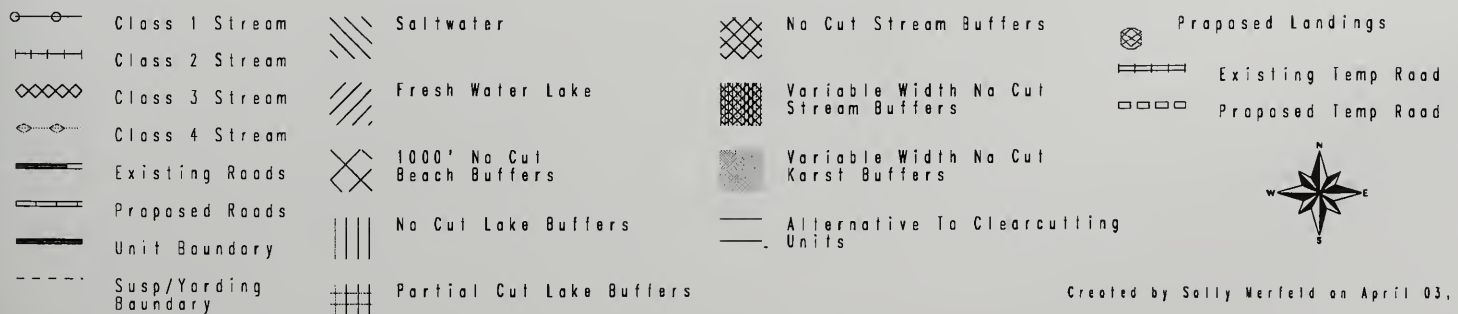 Class 1 Stream
Class 2 Stream
Class 3 Stream
Class 4 Stream
Existing Roads
Proposed Roads
Unit Boundary
Susp/Yarding
Boundary
Saltwater
Fresh Water Lake
1000' No Cut
Beach Buffers
No Cut Lake Buffers
Partial Cut Lake Buffers
No Cut Stream Buffers
Variable Width No Cut
Stream Buffers
Variable Width No Cut
Karst Buffers
Alternative To Clearcutting
Units
Proposed Landings
Existing Temp Road
Proposed Temp Road
N
W E
S
Created by Sally Werfeld on April 03,